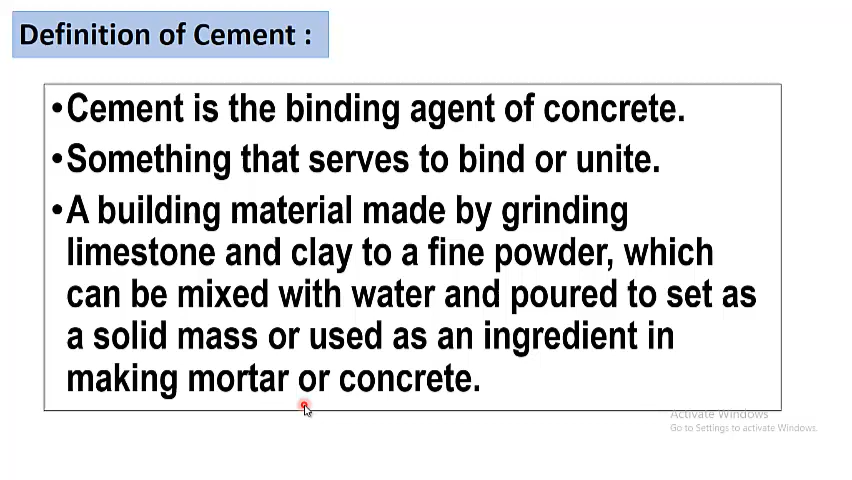 Definition of Cement :
•Cement is the binding agent of concrete.
•Something that serves to bind or unite.
•A building material made by grinding
limestone and clay to a fine powder, which
can be mixed with water and poured to set as
a solid mass or used as an ingredient in
making mortar or concrete.
Activate Windows
Go to Settings to activate Windows.